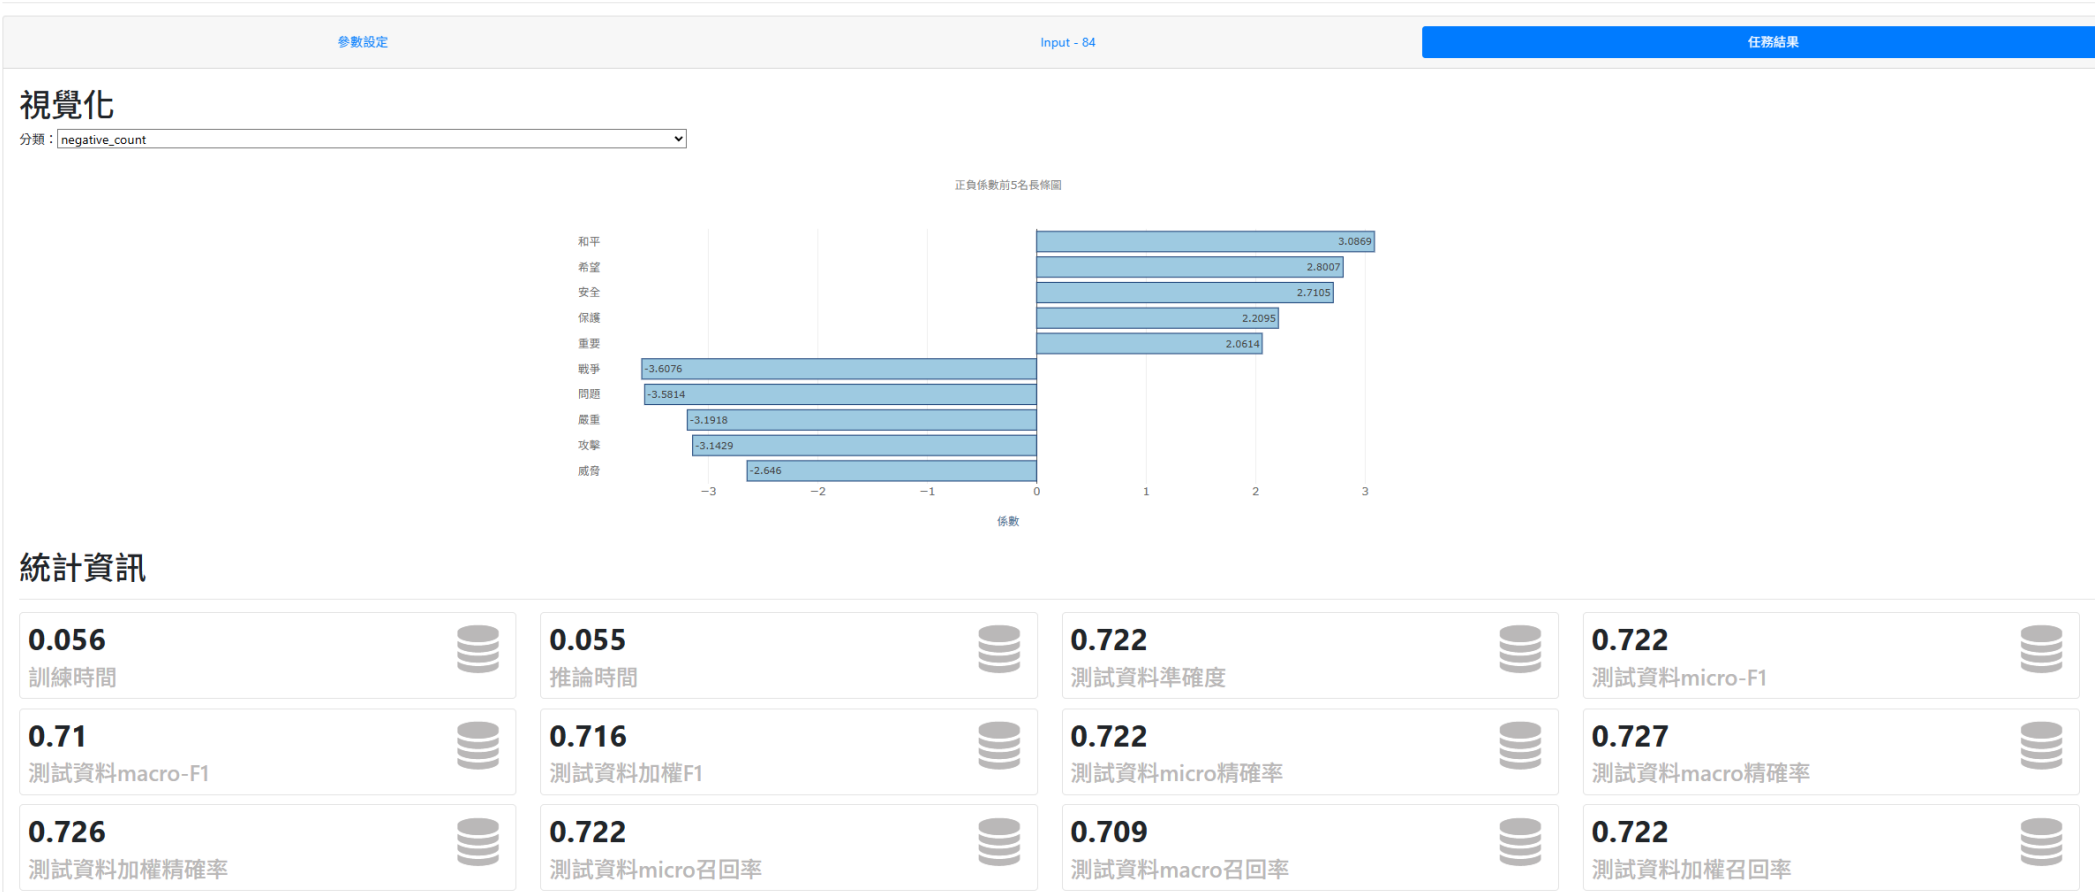 參數設定 Input - 84 任務結果
視覺化
分類：negative_count
正負係數前5名長條圖
和平 3.0869
希望 2.8007
安全 2.7105
保護 2.2095
重要 2.0614
戰爭 -3.6076
問題 -3.5814
嚴重 -3.1918
攻擊 -3.1429
威脅 -2.646
−3 −2 −1 0 1 2 3
係數
統計資訊
0.056 0.055 0.722 0.722
訓練時間 推論時間 測試資料準確度 測試資料micro-F1
0.71 0.716 0.722 0.727
測試資料macro-F1 測試資料加權F1 測試資料micro精確率 測試資料macro精確率
0.726 0.722 0.709 0.722
測試資料加權精確率 測試資料micro召回率 測試資料macro召回率 測試資料加權召回率